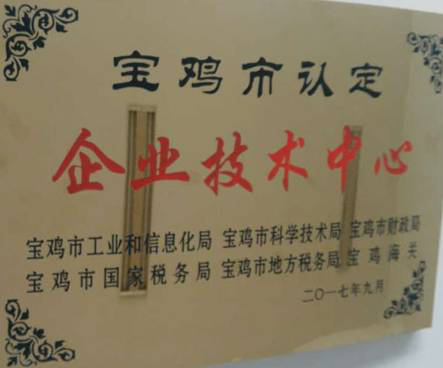 宝鸡市认定
企业技术中心
宝鸡市工业和信息化局 宝鸡市科学技术局 宝鸡市财政局
宝鸡市国家税务局 宝鸡市地方税务局 宝鸡海关
二〇一七年九月